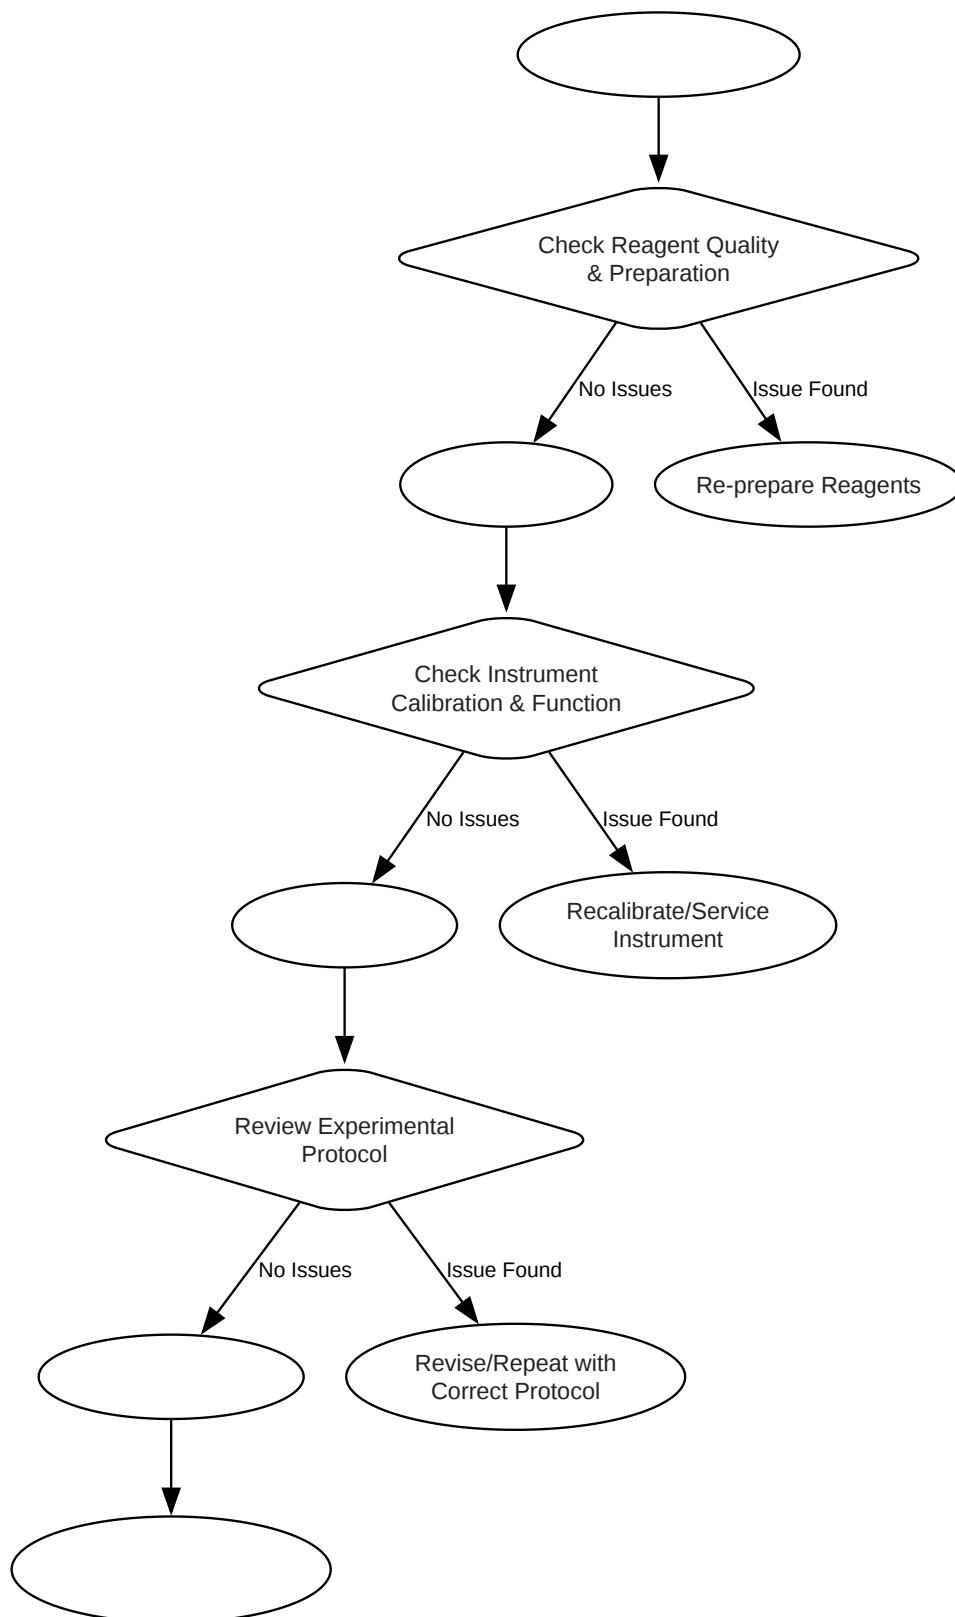 Check Reagent Quality
& Preparation
No Issues
Issue Found
Re-prepare Reagents
Check Instrument
Calibration & Function
No Issues
Issue Found
Recalibrate/Service
Instrument
Review Experimental
Protocol
No Issues
Issue Found
Revise/Repeat with
Correct Protocol